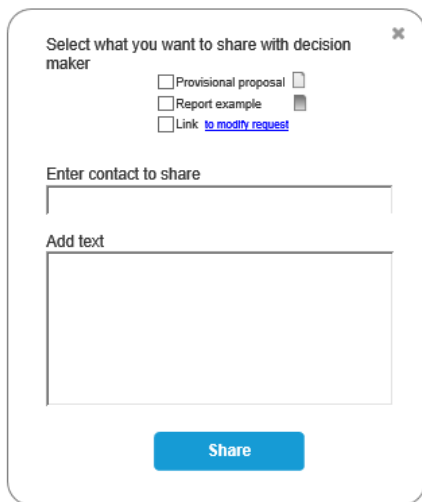 Select what you want to share with decision
maker
Provisional proposal
Report example
Link to modify request
Enter contact to share
Add text
Share